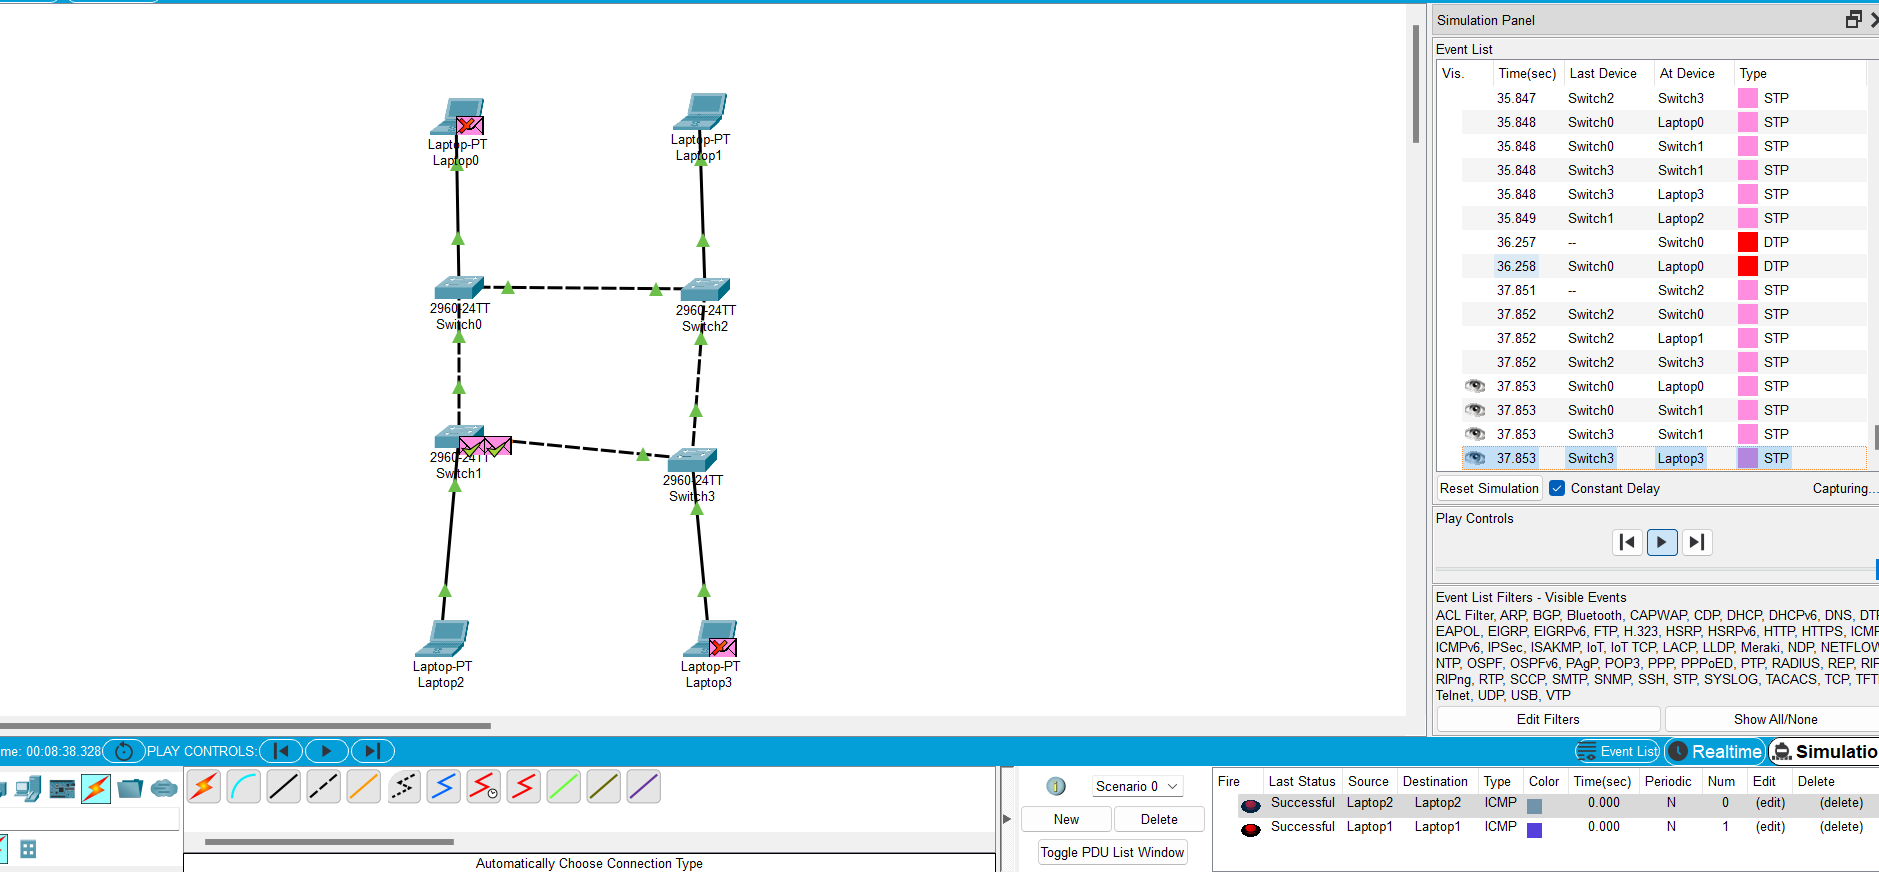 Simulation Panel
Event List
Vis. Time(sec) Last Device At Device Type
35.847 Switch2 Switch3 STP
35.848 Switch0 Laptop0 STP
35.848 Switch0 Switch1 STP
35.848 Switch3 Switch1 STP
35.848 Switch3 Laptop3 STP
35.849 Switch1 Laptop2 STP
36.257 -- Switch0 DTP
36.258 Switch0 Laptop0 DTP
37.851 -- Switch2 STP
37.852 Switch2 Switch0 STP
37.852 Switch2 Laptop1 STP
37.852 Switch2 Switch3 STP
37.853 Switch0 Laptop0 STP
37.853 Switch0 Switch1 STP
37.853 Switch3 Switch1 STP
37.853 Switch3 Laptop3 STP
Reset Simulation Constant Delay Capturing...
Play Controls
Event List Filters - Visible Events
ACL Filter, ARP, BGP, Bluetooth, CAPWAP, CDP, DHCP, DHCPv6, DNS, DTP
EAPOL, EIGRP, EIGRPv6, FTP, H.323, HSRP, HSRPv6, HTTP, HTTPS, ICMP
ICMPv6, IPSec, ISAKMP, IoT, IoT TCP, LACP, LLDP, Meraki, NDP, NETFLOW
NTP, OSPF, OSPFv6, PAgP, POP3, PPP, PPPoED, PTP, RADIUS, REP, RIP
RIPng, RTP, SCCP, SMTP, SNMP, SSH, STP, SYSLOG, TACACS, TCP, TFT
Telnet, UDP, USB, VTP
Edit Filters Show All/None
Laptop-PT
Laptop0
Laptop-PT
Laptop1
2960-24TT
Switch0
2960-24TT
Switch2
2960-24TT
Switch1
2960-24TT
Switch3
Laptop-PT
Laptop2
Laptop-PT
Laptop3
me: 00:08:38.328 PLAY CONTROLS: Event List Realtime Simulatio
Automatically Choose Connection Type
Scenario 0
New Delete
Toggle PDU List Window
Fire Last Status Source Destination Type Color Time(sec) Periodic Num Edit Delete
Successful Laptop2 Laptop2 ICMP 0.000 N 0 (edit) (delete)
Successful Laptop1 Laptop1 ICMP 0.000 N 1 (edit) (delete)